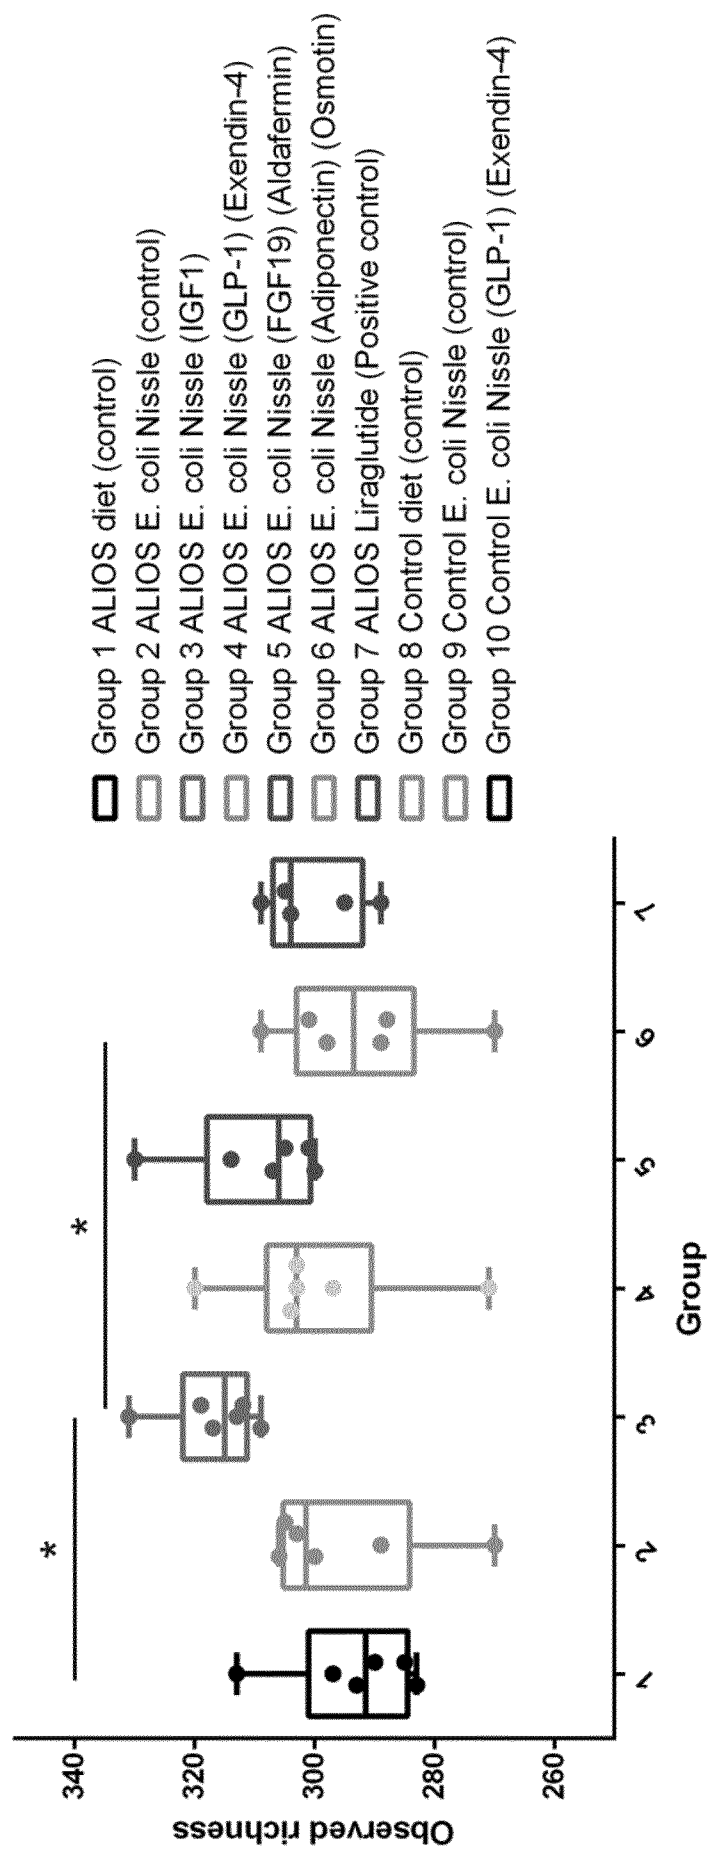 Observed richness
340
320
300
280
260
*
*
1
2
3
4
5
6
7
Group
Group 1 ALIOS diet (control)
Group 2 ALIOS E. coli Nissle (control)
Group 3 ALIOS E. coli Nissle (IGF1)
Group 4 ALIOS E. coli Nissle (GLP-1) (Exendin-4)
Group 5 ALIOS E. coli Nissle (FGF19) (Aldafermin)
Group 6 ALIOS E. coli Nissle (Adiponectin) (Osmotin)
Group 7 ALIOS Liraglutide (Positive control)
Group 8 Control diet (control)
Group 9 Control E. coli Nissle (control)
Group 10 Control E. coli Nissle (GLP-1) (Exendin-4)